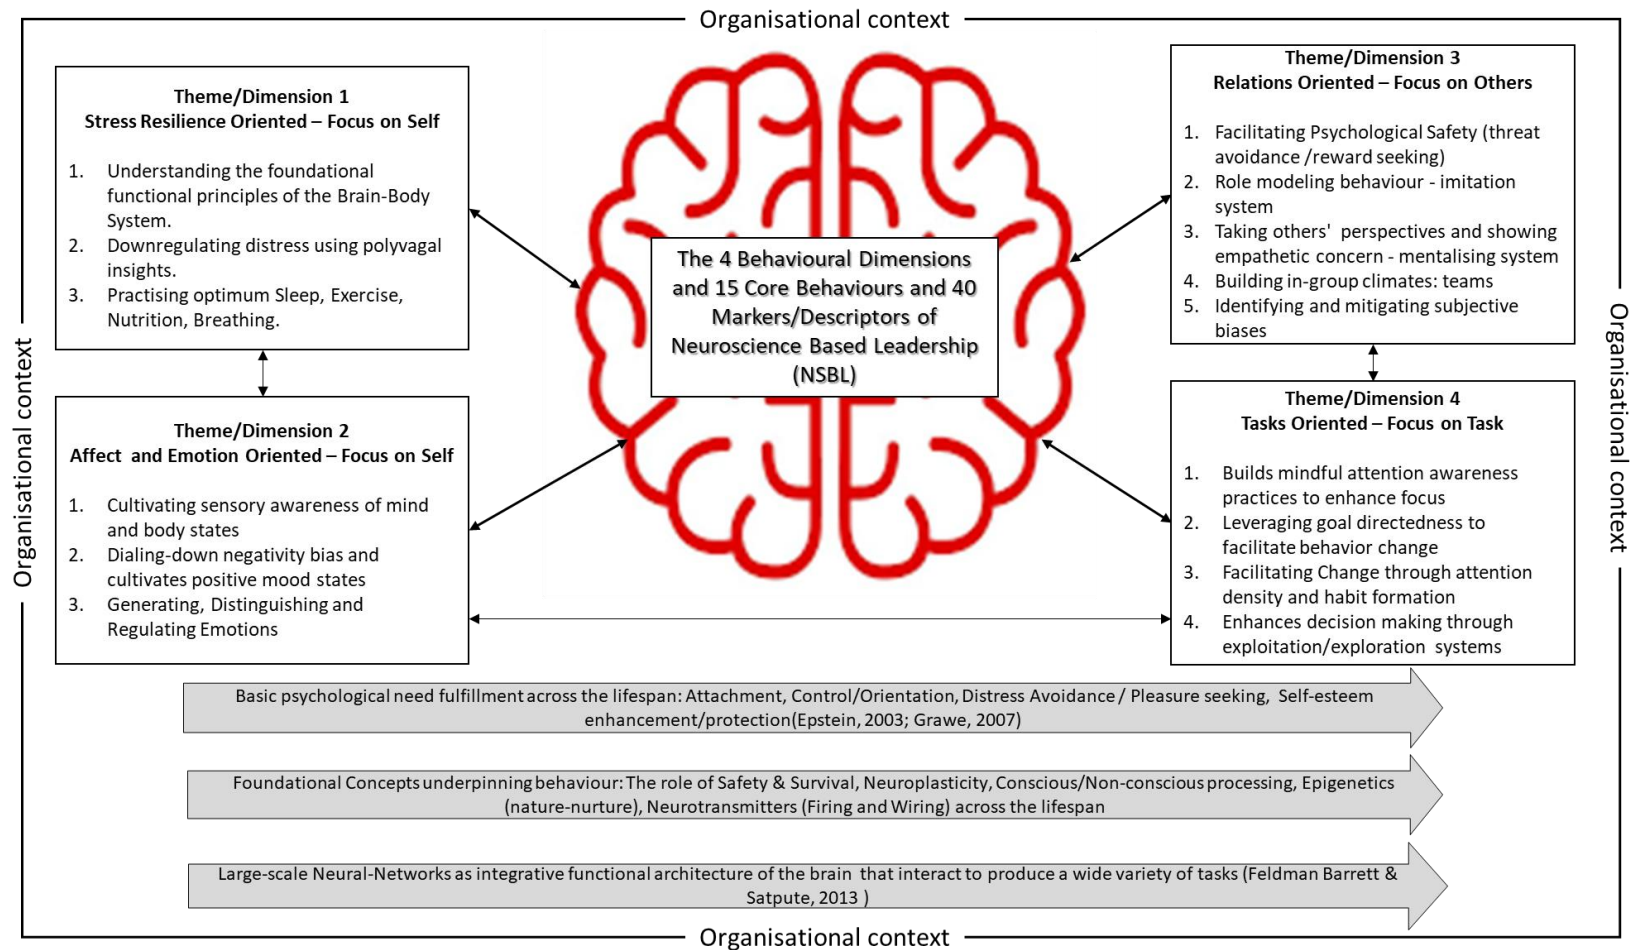 Organisational context
Theme/Dimension 1
Stress Resilience Oriented – Focus on Self
1. Understanding the foundational
functional principles of the Brain-Body
System.
2. Downregulating distress using polyvagal
insights.
3. Practising optimum Sleep, Exercise,
Nutrition, Breathing.
Theme/Dimension 2
Affect and Emotion Oriented – Focus on Self
1. Cultivating sensory awareness of mind
and body states
2. Dialing-down negativity bias and
cultivates positive mood states
3. Generating, Distinguishing and
Regulating Emotions
The 4 Behavioural Dimensions
and 15 Core Behaviours and 40
Markers/Descriptors of
Neuroscience Based Leadership
(NSBL)
Theme/Dimension 3
Relations Oriented – Focus on Others
1. Facilitating Psychological Safety (threat
avoidance /reward seeking)
2. Role modeling behaviour - imitation
system
3. Taking others' perspectives and showing
empathetic concern - mentalising system
4. Building in-group climates: teams
5. Identifying and mitigating subjective
biases
Theme/Dimension 4
Tasks Oriented – Focus on Task
1. Builds mindful attention awareness
practices to enhance focus
2. Leveraging goal directedness to
facilitate behavior change
3. Facilitating Change through attention
density and habit formation
4. Enhances decision making through
exploitation/exploration systems
Organisational context
Organisational context
Basic psychological need fulfillment across the lifespan: Attachment, Control/Orientation, Distress Avoidance / Pleasure seeking, Self-esteem
enhancement/protection(Epstein, 2003; Grawe, 2007)
Foundational Concepts underpinning behaviour: The role of Safety & Survival, Neuroplasticity, Conscious/Non-conscious processing, Epigenetics
(nature-nurture), Neurotransmitters (Firing and Wiring) across the lifespan
Large-scale Neural-Networks as integrative functional architecture of the brain that interact to produce a wide variety of tasks (Feldman Barrett &
Satpute, 2013 )
Organisational context